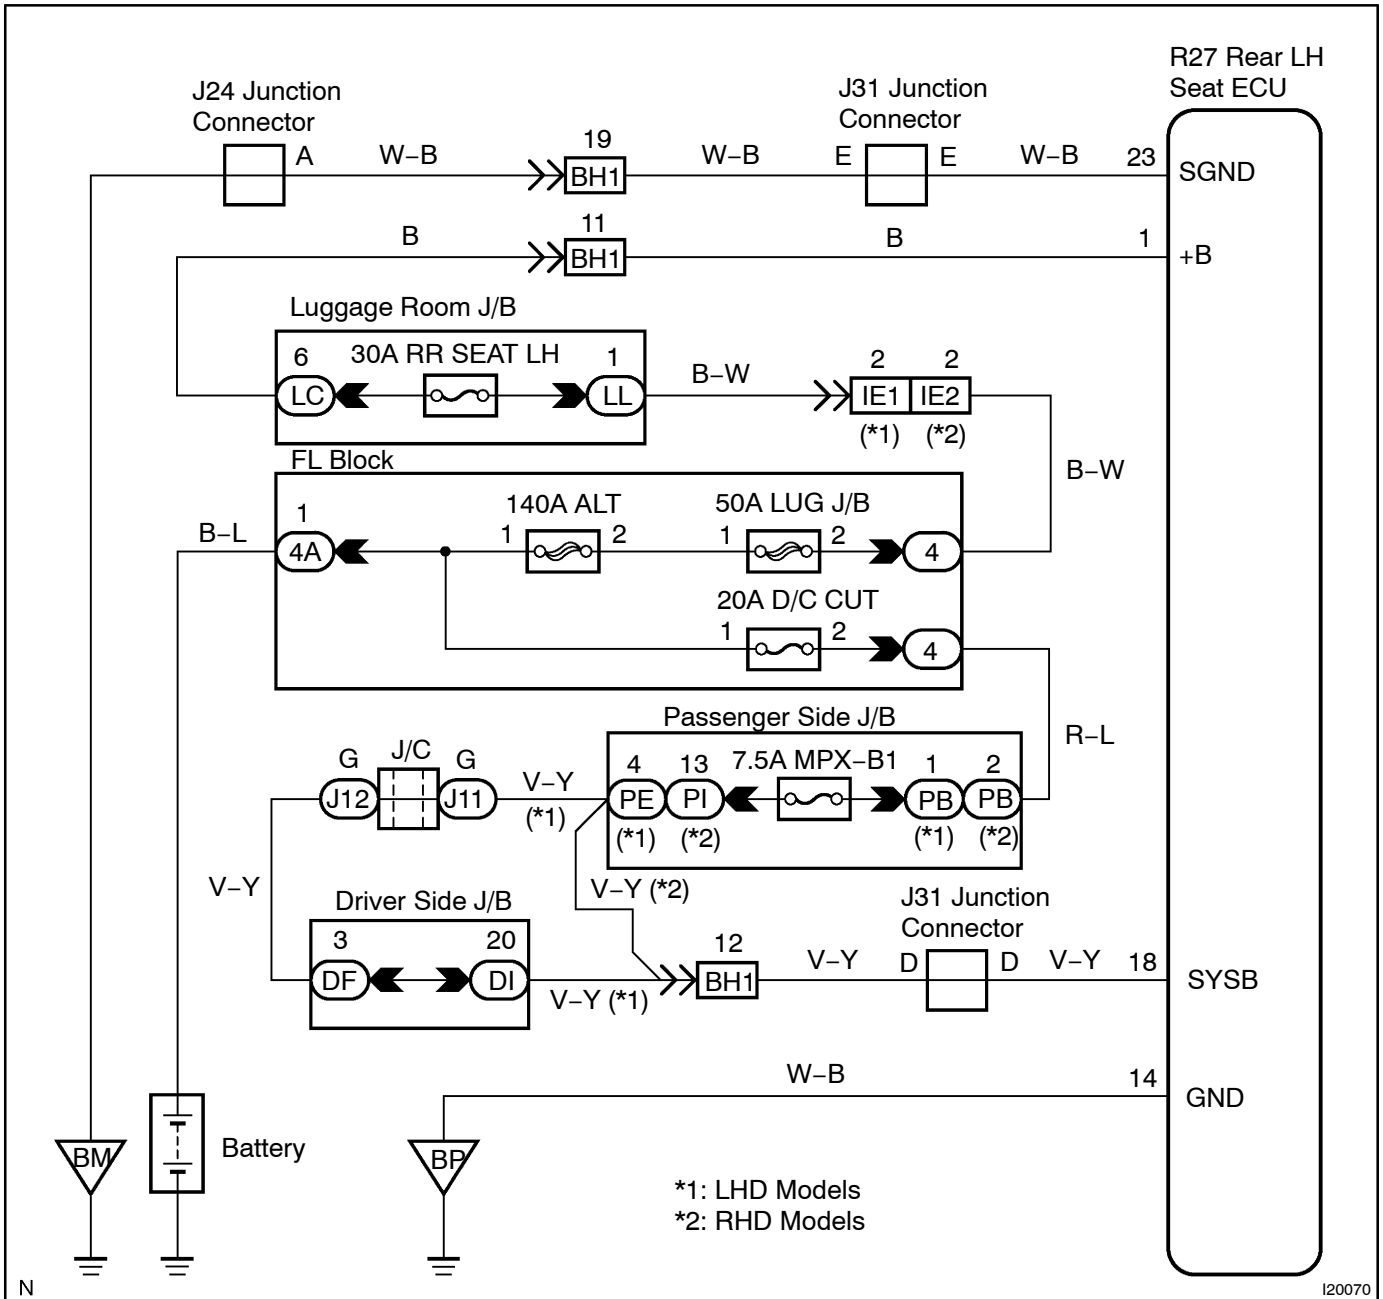 R27 Rear LH
Seat ECU
J24 Junction
Connector
J31 Junction
Connector
A W−B 19 BH1 W−B E E W−B 23 SGND
B 11 BH1 B 1 +B
Luggage Room J/B
6 30A RR SEAT LH 1 2 2
LC LL B−W IE1 IE2
(*1) (*2)
FL Block
B−W
1 140A ALT 50A LUG J/B
B−L 1 2 1 2
4A 4
20A D/C CUT
1 2
4
Passenger Side J/B
R−L
G J/C G 4 13 7.5A MPX−B1 1 2
J12 J11 V−Y PE PI PB PB
(*1) (*1) (*2) (*1) (*2)
V−Y V−Y (*2)
Driver Side J/B
J31 Junction
Connector
3 20 12
DF DI BH1 V−Y D D V−Y 18 SYSB
V−Y (*1)
W−B 14 GND
BM Battery BP
*1: LHD Models
*2: RHD Models
N I20070